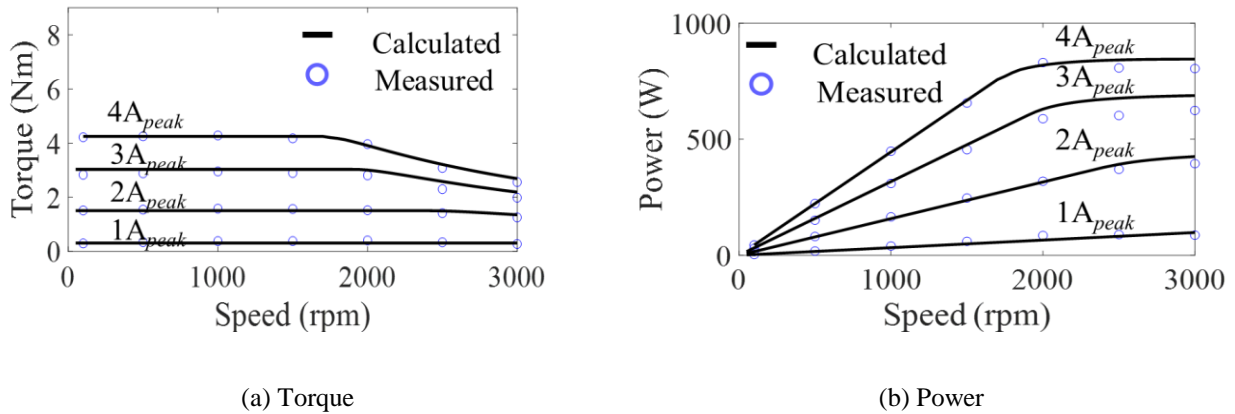 8
6
4
2
0
Torque (Nm)
Calculated
Measured
4Apeak
3Apeak
2Apeak
1Apeak
0 1000 2000 3000
Speed (rpm)
(a) Torque
1000
500
0
Power (W)
Calculated
Measured
4Apeak
3Apeak
2Apeak
1Apeak
1000 2000 3000
Speed (rpm)
(b) Power